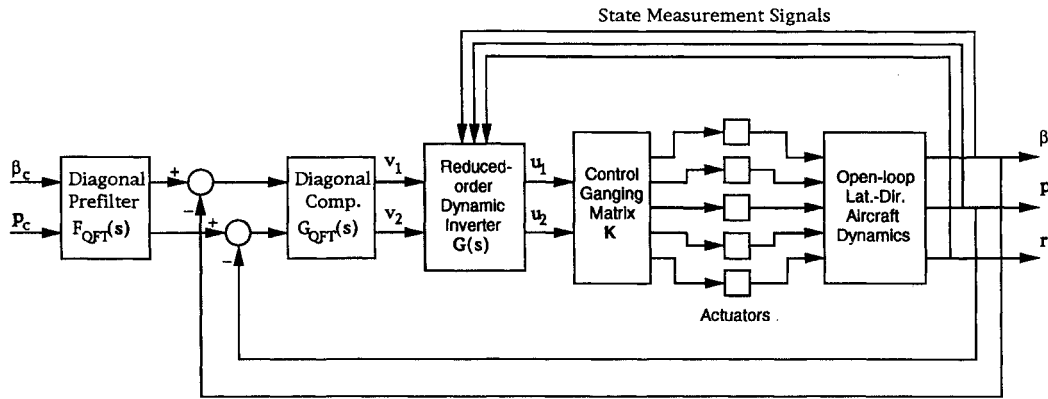 State Measurement Signals
β_c
p_c
Diagonal
Prefilter
F_QFT(s)
+
−
+
−
Diagonal
Comp.
G_QFT(s)
v_1
v_2
Reduced-
order
Dynamic
Inverter
G(s)
u_1
u_2
Control
Ganging
Matrix
K
Actuators
Open-loop
Lat.-Dir.
Aircraft
Dynamics
β
p
r